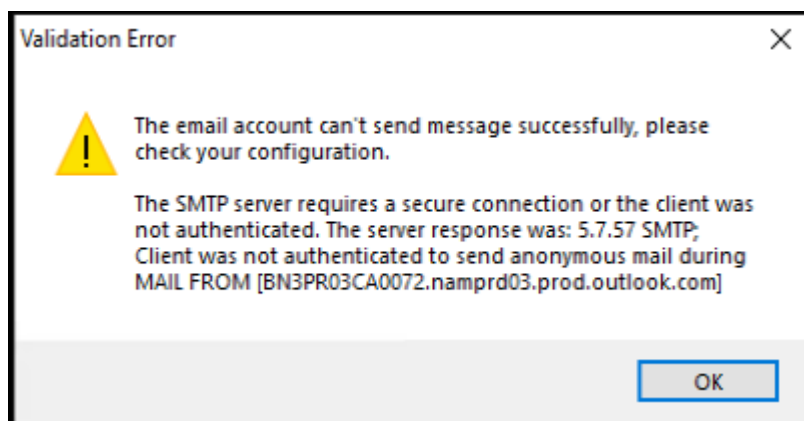 Validation Error
The email account can't send message successfully, please
check your configuration.
The SMTP server requires a secure connection or the client was
not authenticated. The server response was: 5.7.57 SMTP;
Client was not authenticated to send anonymous mail during
MAIL FROM [BN3PR03CA0072.namprd03.prod.outlook.com]
OK